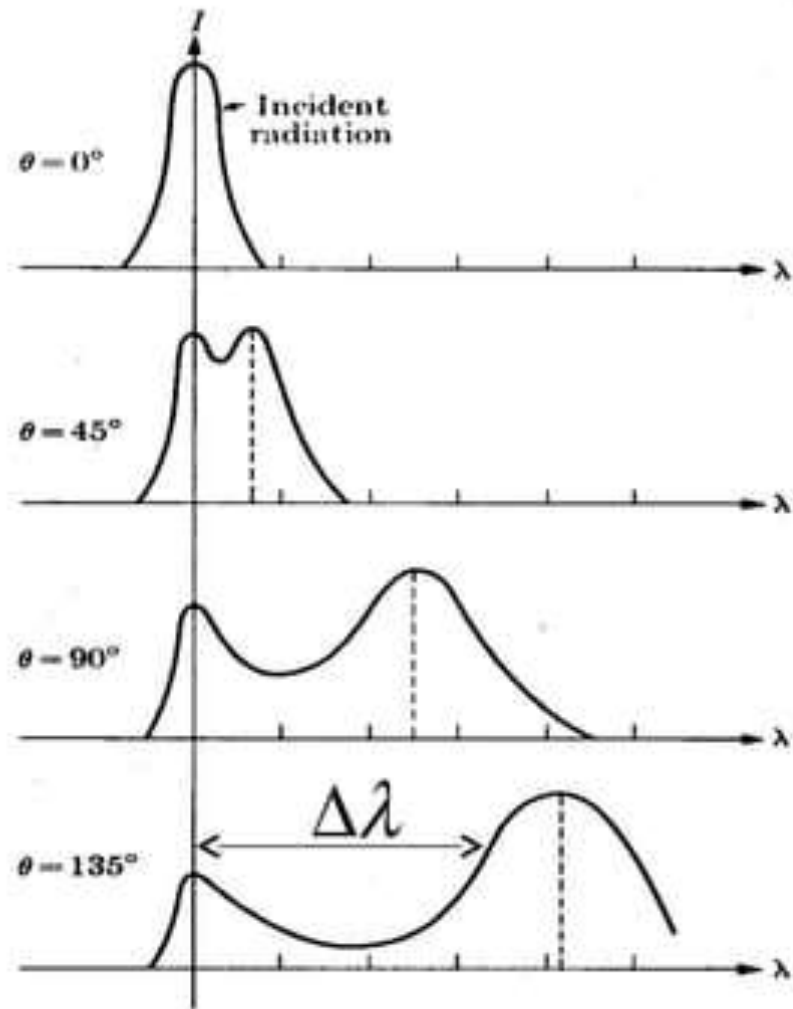 I
Incident
radiation
θ = 0°
λ
θ = 45°
λ
θ = 90°
λ
Δλ
θ = 135°
λ